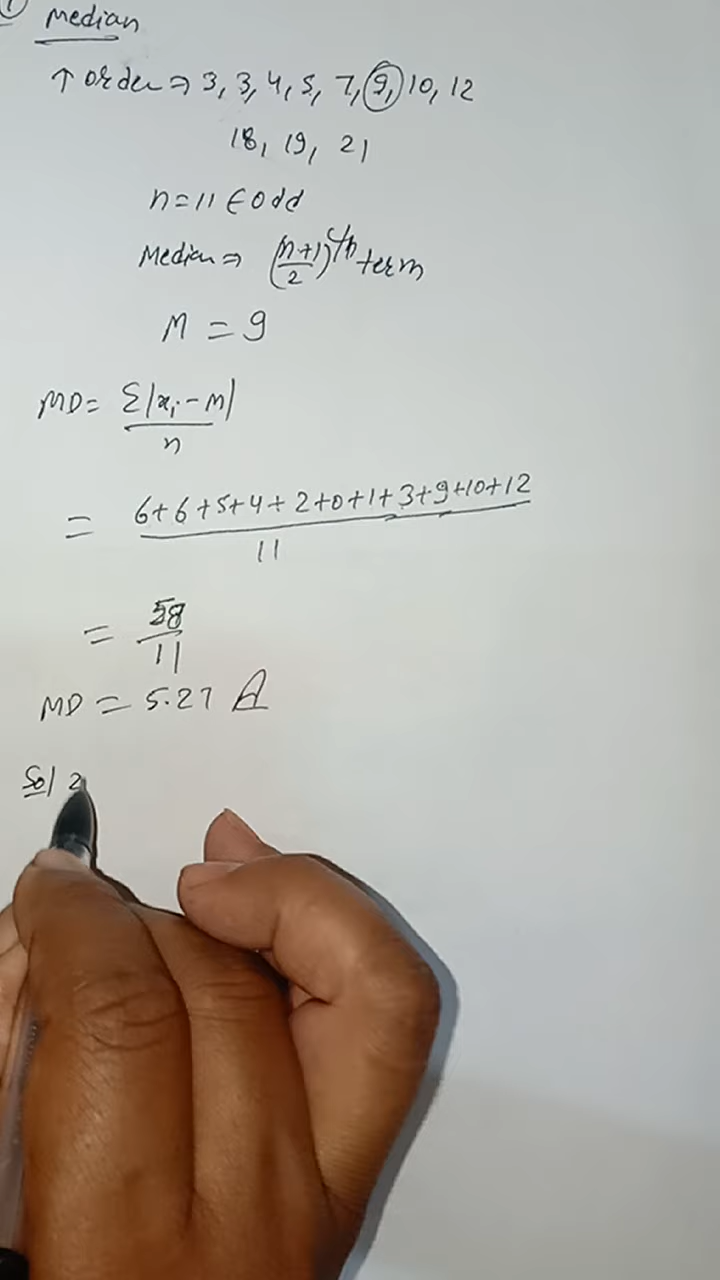 ① Median
↑ order ⇒ 3, 3, 4, 5, 7, 9, 10, 12
18, 19, 21
n = 11 ∈ odd
Median ⇒ (n+1/2)th term
M = 9
MD = Σ|xi - M| / n
= 6+6+5+4+2+0+1+3+9+10+12 / 11
= 58 / 11
MD = 5.27 A
Sol 2